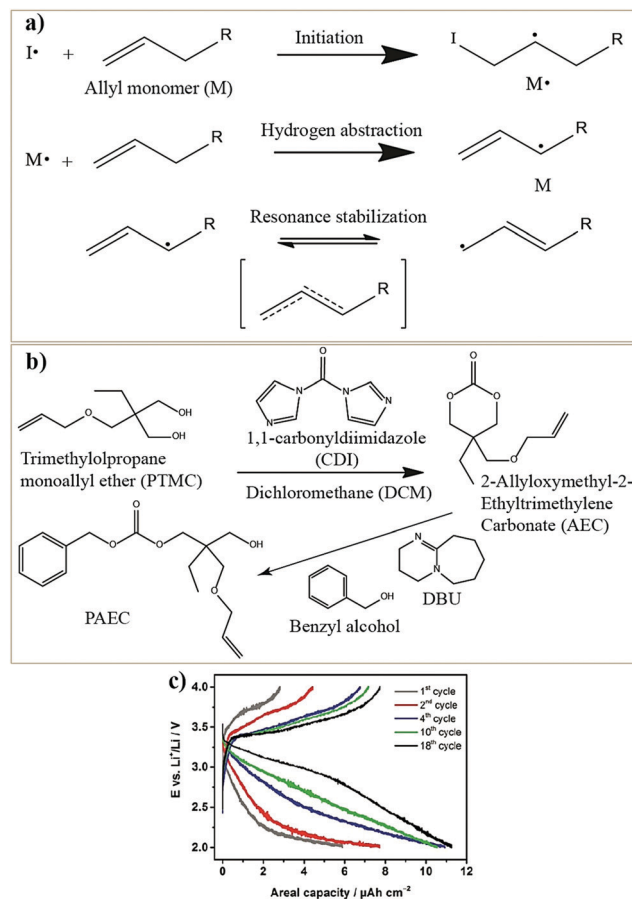 a)
I• + R Initiation I R
Allyl monomer (M) M•
M• + R Hydrogen abstraction R
M
R Resonance stabilization R
R
b)
O
N N N N
OH
O
OH
1,1-carbonyldiimidazole
(CDI)
Trimethylolpropane
monoallyl ether (PTMC)
Dichloromethane (DCM)
O
O O
O
2-Allyloxymethyl-2-
Ethyltrimethylene
Carbonate (AEC)
O
O O OH
O
PAEC
OH
Benzyl alcohol
N
N
DBU
c)
E vs. Li⁺/Li / V
4.0
3.5
3.0
2.5
2.0
1st cycle
2nd cycle
4th cycle
10th cycle
18th cycle
0 2 4 6 8 10 12
Areal capacity / µAh cm⁻²